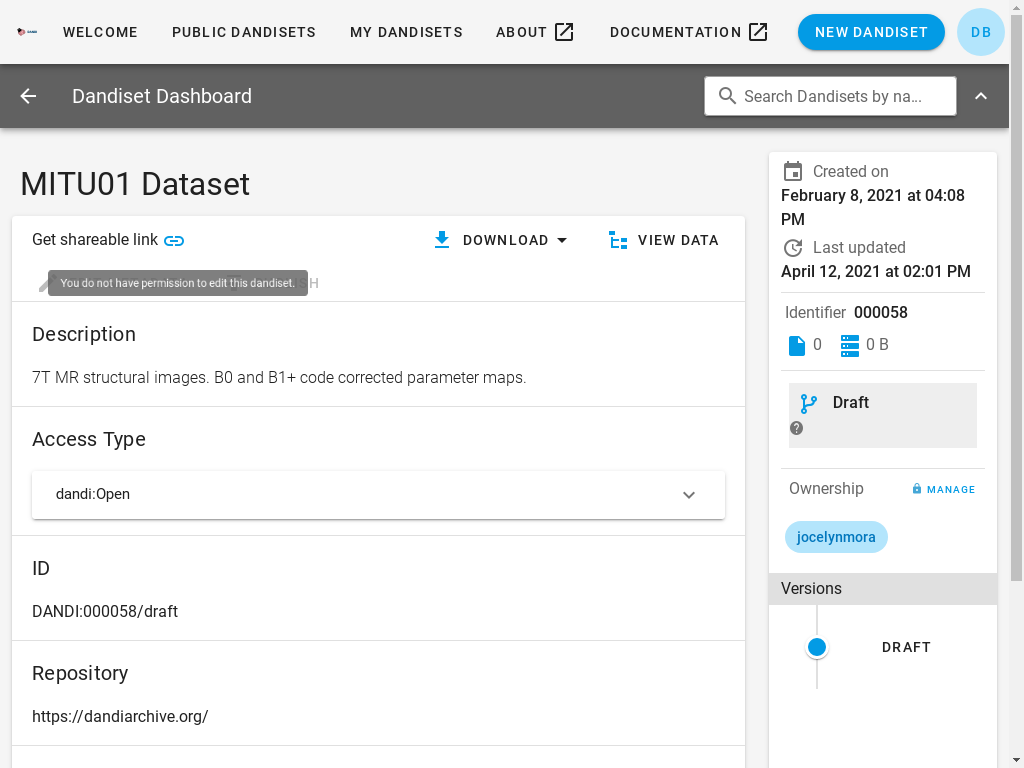 WELCOME PUBLIC DANDISETS MY DANDISETS ABOUT DOCUMENTATION NEW DANDISET DB
Dandiset Dashboard Search Dandisets by na...
MITU01 Dataset
Get shareable link DOWNLOAD VIEW DATA
You do not have permission to edit this dandiset.
Description
7T MR structural images. B0 and B1+ code corrected parameter maps.
Access Type
dandi:Open
ID
DANDI:000058/draft
Repository
https://dandiarchive.org/
Created on
February 8, 2021 at 04:08
PM
Last updated
April 12, 2021 at 02:01 PM
Identifier 000058
0 0 B
Draft
Ownership MANAGE
jocelynmora
Versions
DRAFT